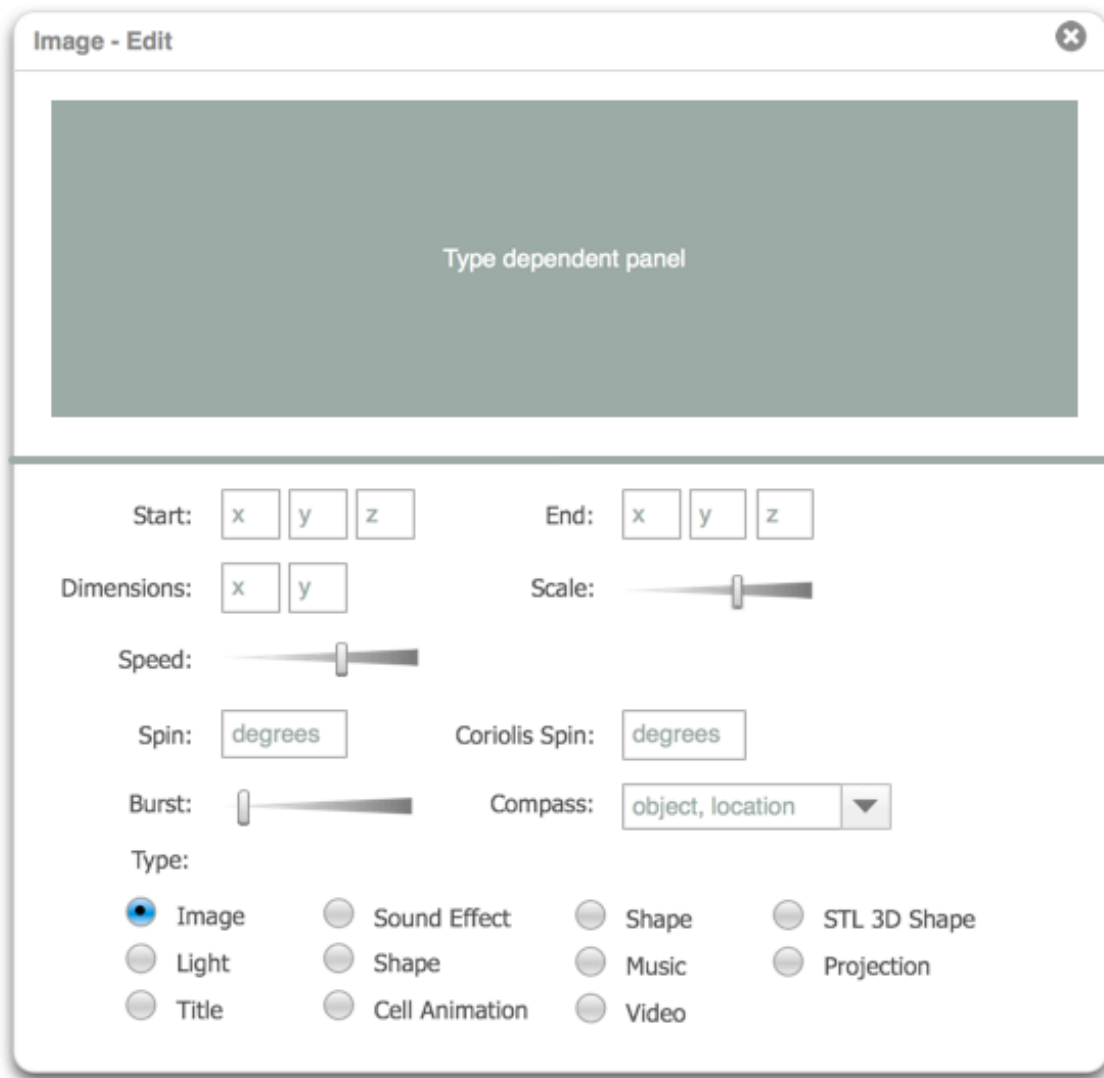 Image - Edit
Type dependent panel
Start: x y z End: x y z
Dimensions: x y Scale:
Speed:
Spin: degrees Coriolis Spin: degrees
Burst: Compass: object, location
Type:
Image Sound Effect Shape STL 3D Shape
Light Shape Music Projection
Title Cell Animation Video